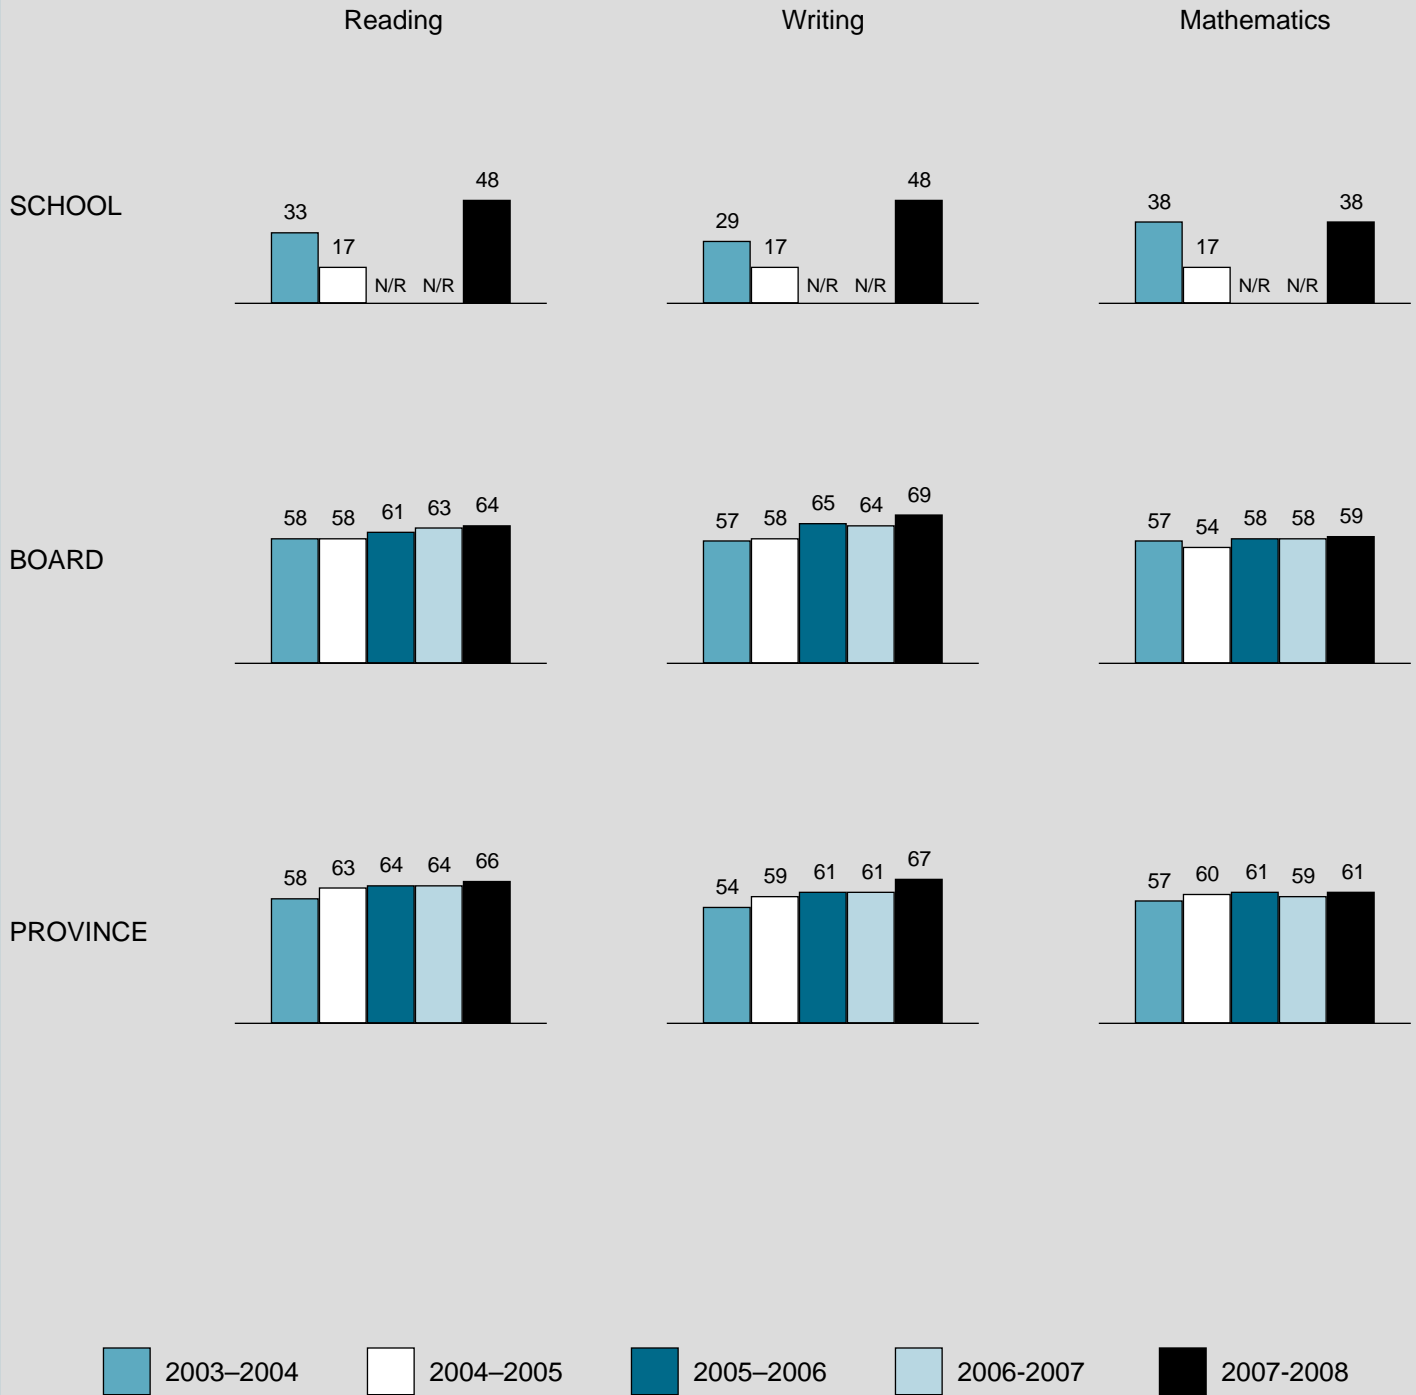 Reading Writing Mathematics
SCHOOL
33 17 N/R N/R 48
29 17 N/R N/R 48
38 17 N/R N/R 38
BOARD
58 58 61 63 64
57 58 65 64 69
57 54 58 58 59
PROVINCE
58 63 64 64 66
54 59 61 61 67
57 60 61 59 61
2003–2004 2004–2005 2005–2006 2006-2007 2007-2008